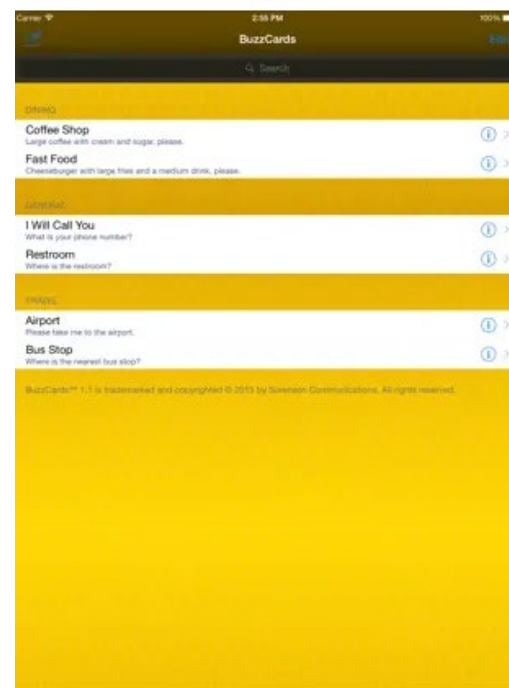 Carrier 2:55 PM 100%
BuzzCards
Edit
Search
DINING
Coffee Shop
Large coffee with cream and sugar, please.
Fast Food
Cheeseburger with large fries and a medium drink, please.
GENERAL
I Will Call You
What is your phone number?
Restroom
Where is the restroom?
TRAVEL
Airport
Please take me to the airport.
Bus Stop
Where is the nearest bus stop?
BuzzCards™ 1.1 is trademarked and copyrighted © 2013 by Sorenson Communications. All rights reserved.